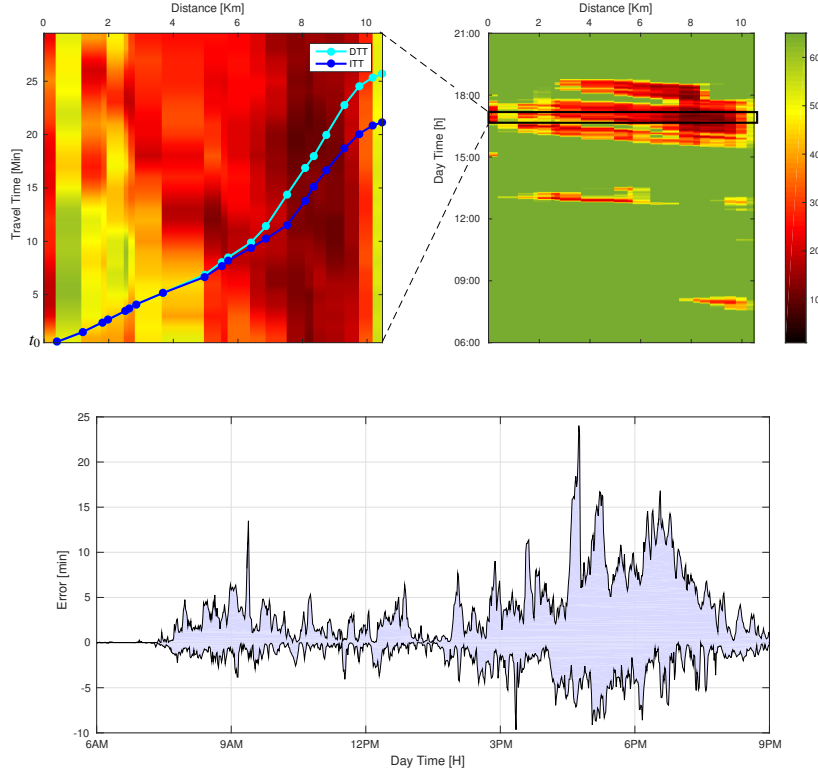 Distance [Km]
0 2 4 6 8 10
25
20
15
10
5
t0
Travel Time [Min]
DTT
ITT
Distance [Km]
0 2 4 6 8 10
21:00
18:00
15:00
12:00
09:00
06:00
Day Time [h]
60
50
40
30
20
10
25
20
15
10
5
0
-5
-10
Error [min]
6AM 9AM 12PM 3PM 6PM 9PM
Day Time [H]